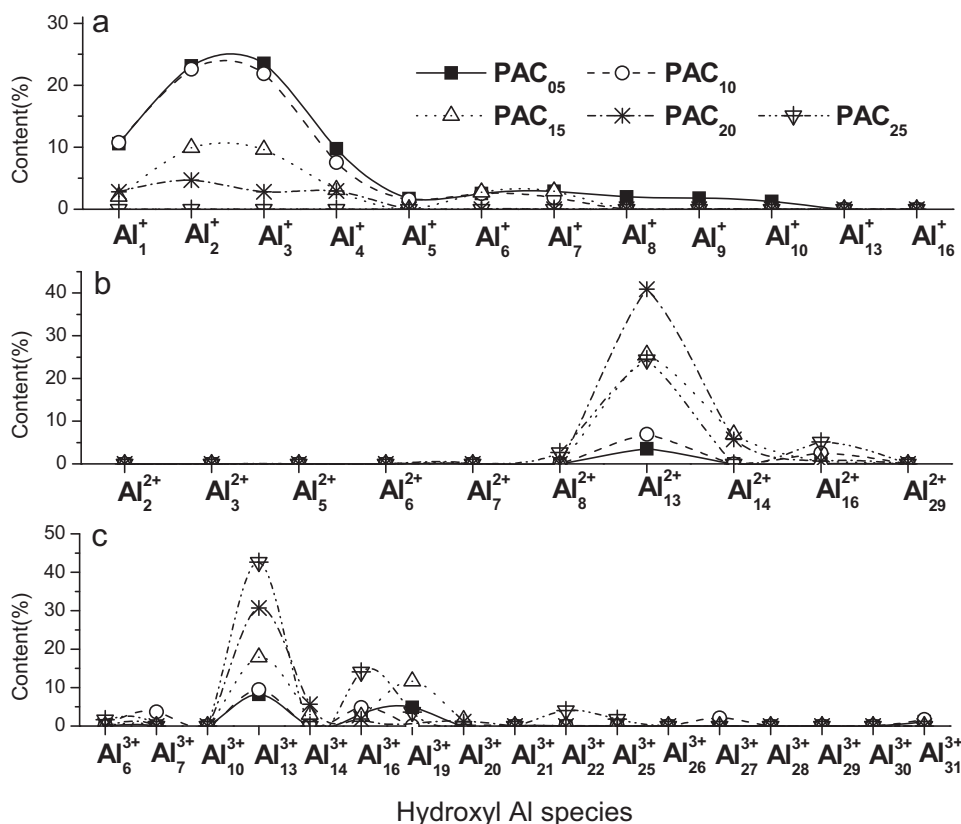 a
30
20
10
0
Content(%)
PAC₀₅ PAC₁₀
PAC₁₅ PAC₂₀ PAC₂₅
Al₁⁺ Al₂⁺ Al₃⁺ Al₄⁺ Al₅⁺ Al₆⁺ Al₇⁺ Al₈⁺ Al₉⁺ Al₁₀⁺ Al₁₃⁺ Al₁₆⁺
b
40
30
20
10
0
Content(%)
Al₂²⁺ Al₃²⁺ Al₅²⁺ Al₆²⁺ Al₇²⁺ Al₈²⁺ Al₁₃²⁺ Al₁₄²⁺ Al₁₆²⁺ Al₂₉²⁺
c
50
40
30
20
10
0
Content(%)
Al₆³⁺ Al₇³⁺ Al₁₀³⁺ Al₁₃³⁺ Al₁₄³⁺ Al₁₆³⁺ Al₁₉³⁺ Al₂₀³⁺ Al₂₁³⁺ Al₂₂³⁺ Al₂₅³⁺ Al₂₆³⁺ Al₂₇³⁺ Al₂₈³⁺ Al₂₉³⁺ Al₃₀³⁺ Al₃₁³⁺
Hydroxyl Al species